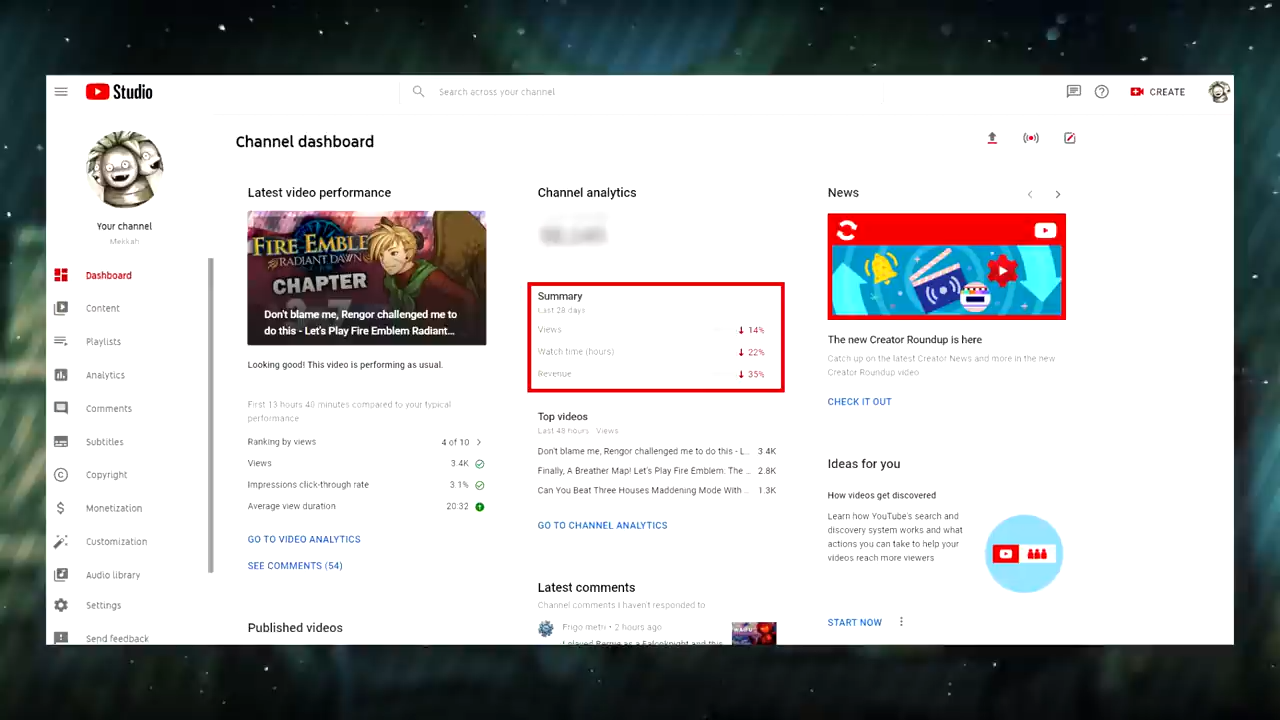 Studio
Search across your channel
CREATE
Your channel
Mekkah
Dashboard
Content
Playlists
Analytics
Comments
Subtitles
Copyright
Monetization
Customization
Audio library
Settings
Send feedback
Channel dashboard
Latest video performance
FIRE EMBLE
RADIANT DAWN
CHAPTER
Don't blame me, Rengor challenged me to
do this - Let's Play Fire Emblem Radiant...
Looking good! This video is performing as usual.
First 13 hours 40 minutes compared to your typical
performance
Ranking by views 4 of 10
Views 3.4K
Impressions click-through rate 3.1%
Average view duration 20:32
GO TO VIDEO ANALYTICS
SEE COMMENTS (54)
Published videos
Channel analytics
Summary
Last 28 days
Views 14%
Watch time (hours) 22%
Revenue 35%
Top videos
Last 48 hours · Views
Don't blame me, Rengor challenged me to do this - L... 3.4K
Finally, A Breather Map! Let's Play Fire Emblem: The ... 2.8K
Can You Beat Three Houses Maddening Mode With ... 1.3K
GO TO CHANNEL ANALYTICS
Latest comments
Channel comments I haven't responded to
Frigo metri • 2 hours ago
I played Berwe as a Falcoknight and this
News
The new Creator Roundup is here
Catch up on the latest Creator News and more in the new
Creator Roundup video
CHECK IT OUT
Ideas for you
How videos get discovered
Learn how YouTube's search and
discovery system works and what
actions you can take to help your
videos reach more viewers
START NOW